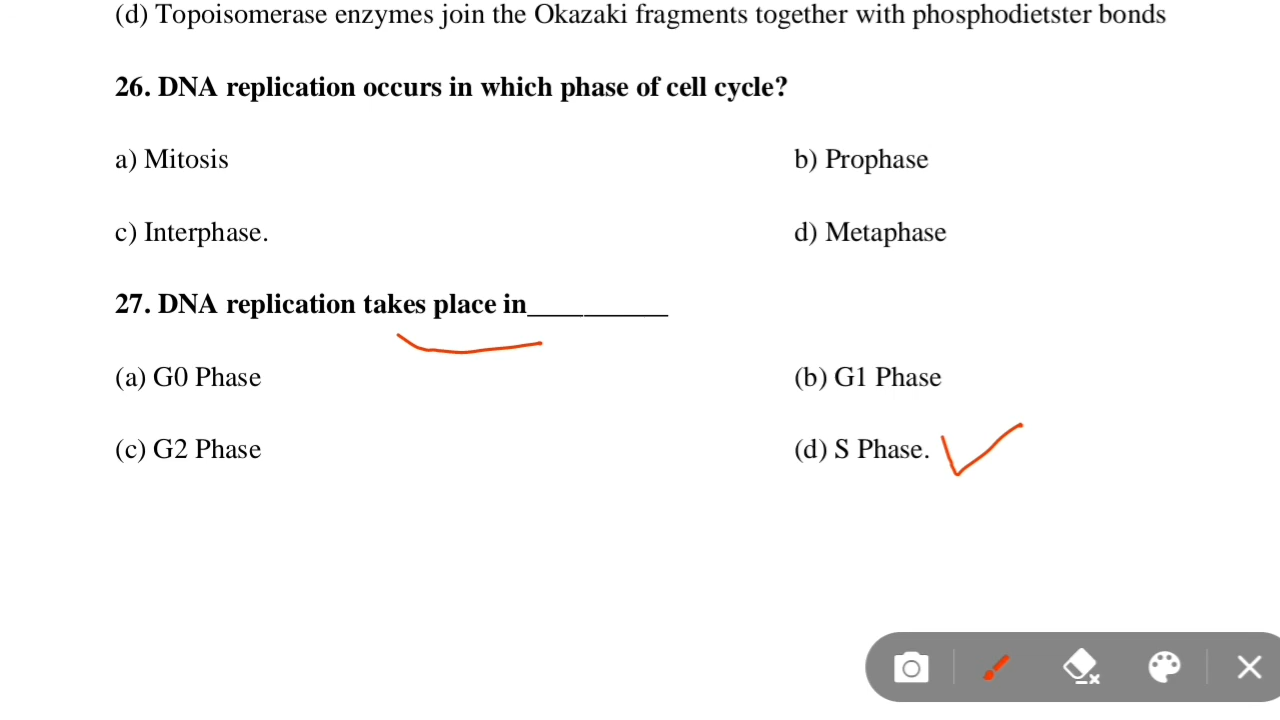 (d) Topoisomerase enzymes join the Okazaki fragments together with phosphodietster bonds
26. DNA replication occurs in which phase of cell cycle?
a) Mitosis b) Prophase
c) Interphase. d) Metaphase
27. DNA replication takes place in__________
(a) G0 Phase (b) G1 Phase
(c) G2 Phase (d) S Phase.